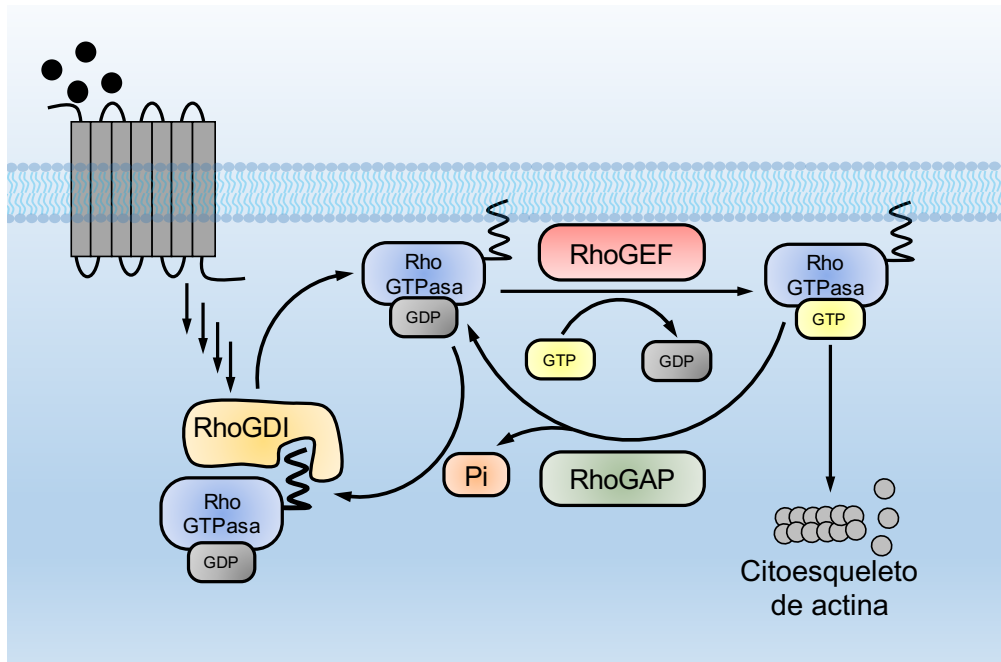 Rho
GTPasa
GDP
RhoGEF
GTP
GDP
Rho
GTPasa
GTP
RhoGDI
Rho
GTPasa
GDP
Pi
RhoGAP
Citoesqueleto
de actina